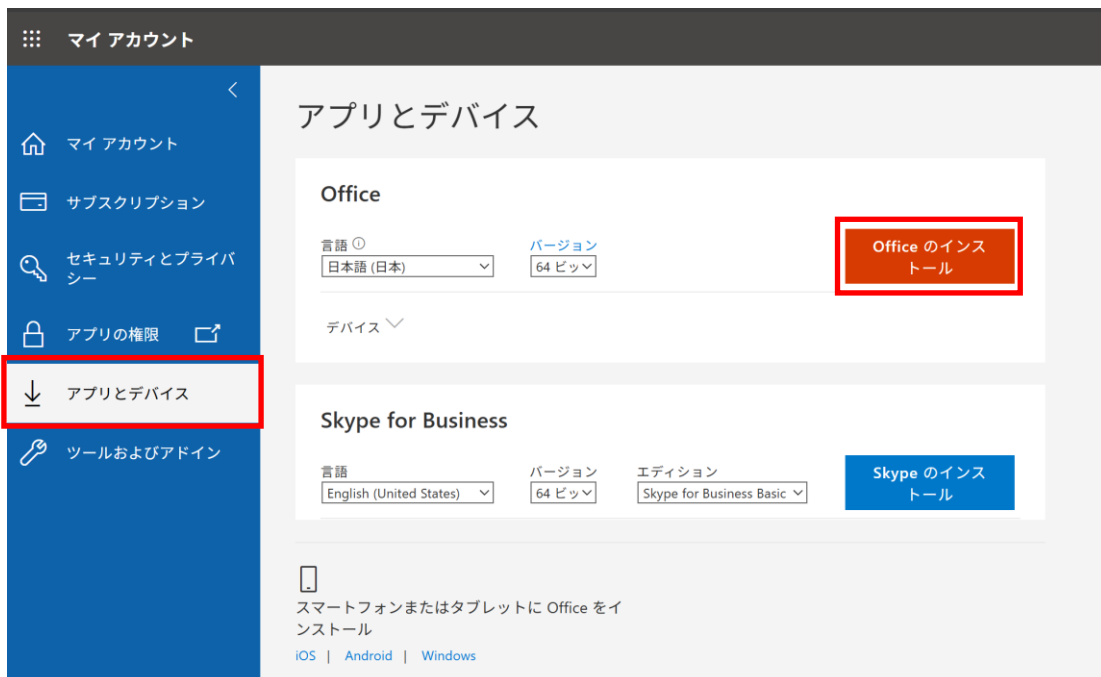 マイ アカウント
マイ アカウント
サブスクリプション
セキュリティとプライバ
シー
アプリの権限
アプリとデバイス
ツールおよびアドイン
アプリとデバイス
Office
言語
バージョン
日本語 (日本)
64 ビッ
Office のインス
トール
デバイス
Skype for Business
言語
バージョン
エディション
English (United States)
64 ビッ
Skype for Business Basic
Skype のインス
トール
スマートフォンまたはタブレットに Office をイ
ンストール
iOS | Android | Windows